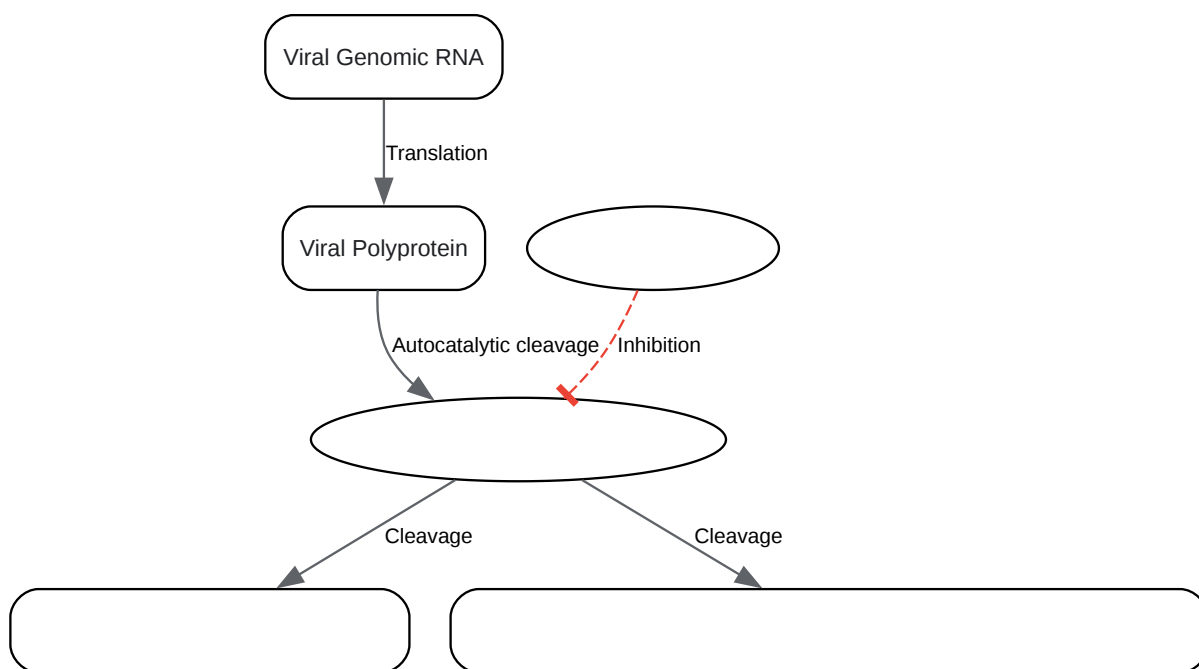 Viral Genomic RNA
Translation
Viral Polyprotein
Autocatalytic cleavage
Inhibition
Cleavage
Cleavage